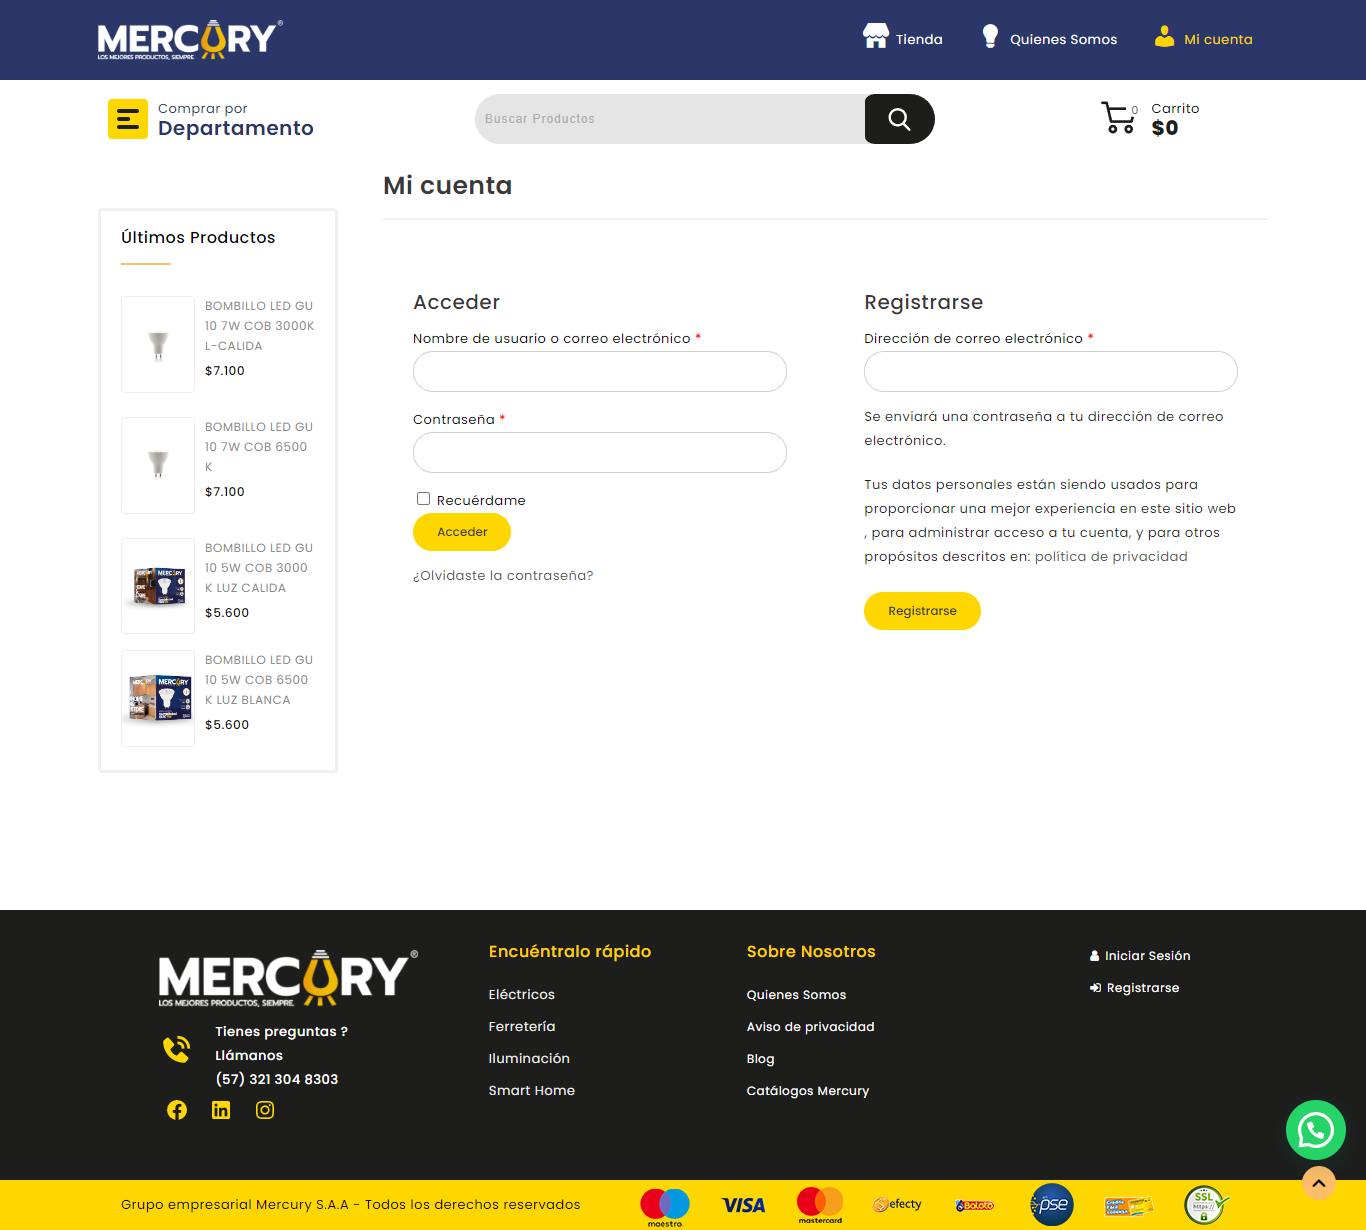 MERCURY®
LOS MEJORES PRODUCTOS, SIEMPRE.
Tienda
Quienes Somos
Mi cuenta
Comprar por
Departamento
Buscar Productos
0
Carrito
$0
Mi cuenta
Últimos Productos
BOMBILLO LED GU
10 7W COB 3000K
L-CALIDA
$7.100
BOMBILLO LED GU
10 7W COB 6500
K
$7.100
MERCURY
BOMBILLO LED GU
10 5W COB 3000
K LUZ CALIDA
$5.600
MERCURY
BOMBILLO LED GU
10 5W COB 6500
K LUZ BLANCA
$5.600
Acceder
Nombre de usuario o correo electrónico *
Contraseña *
Recuérdame
Acceder
¿Olvidaste la contraseña?
Registrarse
Dirección de correo electrónico *
Se enviará una contraseña a tu dirección de correo
electrónico.
Tus datos personales están siendo usados para
proporcionar una mejor experiencia en este sitio web
, para administrar acceso a tu cuenta, y para otros
propósitos descritos en: política de privacidad
Registrarse
MERCURY®
LOS MEJORES PRODUCTOS, SIEMPRE.
Tienes preguntas ?
Llámanos
(57) 321 304 8303
Encuéntralo rápido
Eléctricos
Ferretería
Iluminación
Smart Home
Sobre Nosotros
Quienes Somos
Aviso de privacidad
Blog
Catálogos Mercury
Iniciar Sesión
Registrarse
Grupo empresarial Mercury S.A.A - Todos los derechos reservados
maestro
VISA
mastercard
efecty
Baloto
pse
SSL
https://